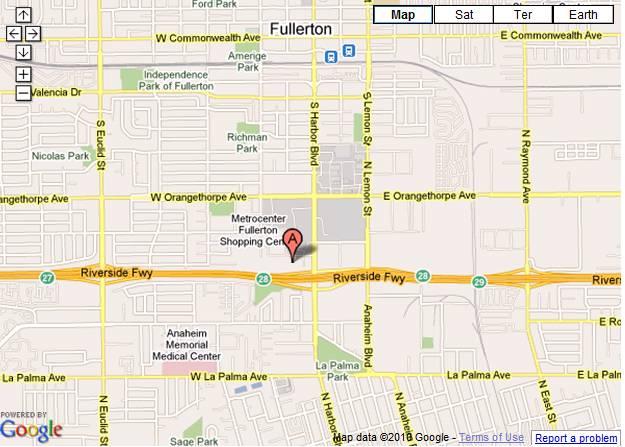 Ford Park
Map
Sat
Ter
Earth
Fullerton
W Commonwealth Ave
E Commonwealth Ave
Amerige
Park
Independence
Park of Fullerton
Valencia Dr
S Euclid St
S Harbor Blvd
S Lemon St
N Raymond Ave
Richman
Park
Nicolas Park
W Orangethorpe Ave
E Orangethorpe Ave
N Lemon St
Metrocenter
Fullerton
Shopping Cen
A
27
Riverside Fwy
28
Riverside Fwy
28
29
Rivers
Anaheim Blvd
Anaheim
Memorial
Medical Center
E Ro
La Palma
Park
La Palma Ave
W La Palma Ave
E La Palma Ave
E La Pa
N Euclid St
N Harbo
N Anahei
N East St
Sage Park
POWERED BY
Google
Map data ©2010 Google - Terms of Use
Report a problem